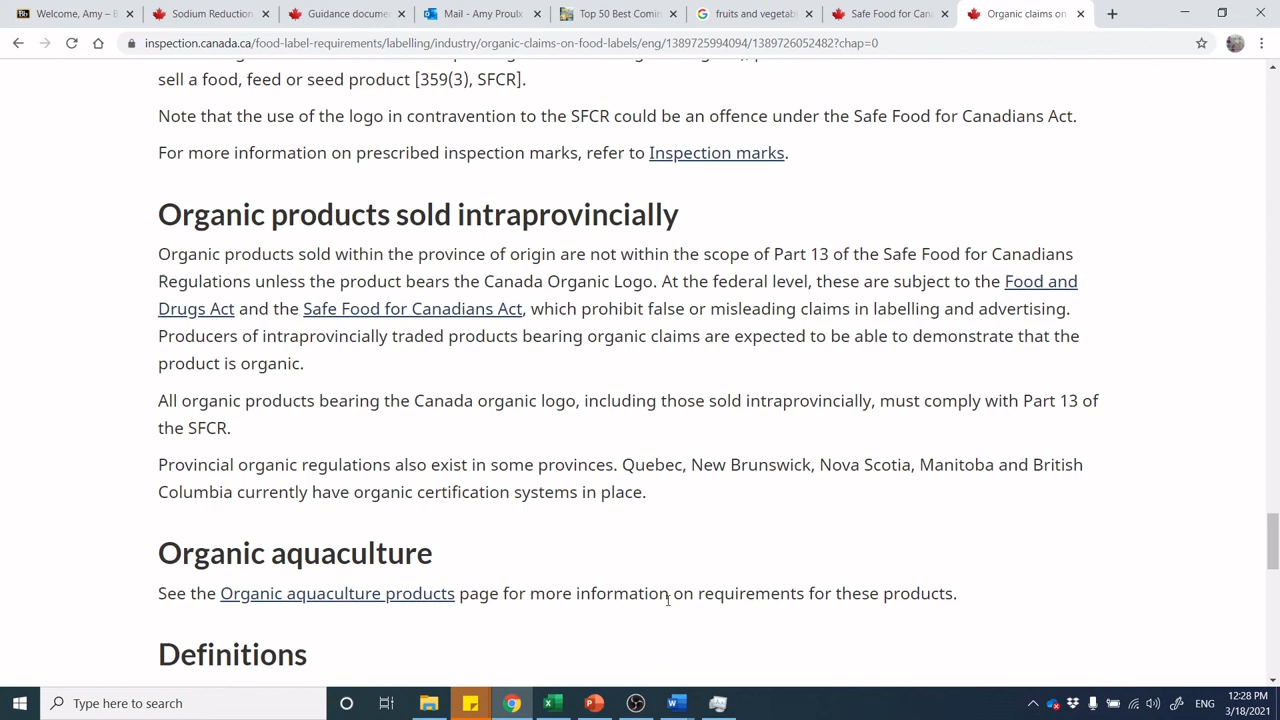 Welcome, Amy – B
Sodium Reduction
Guidance docume
Mail - Amy Proulx
Top 50 Best Comin
fruits and vegetabl
Safe Food for Cana
Organic claims on
inspection.canada.ca/food-label-requirements/labelling/industry/organic-claims-on-food-labels/eng/1389725994094/1389726052482?chap=0
sell a food, feed or seed product [359(3), SFCR].
Note that the use of the logo in contravention to the SFCR could be an offence under the Safe Food for Canadians Act.
For more information on prescribed inspection marks, refer to Inspection marks.
Organic products sold intraprovincially
Organic products sold within the province of origin are not within the scope of Part 13 of the Safe Food for Canadians
Regulations unless the product bears the Canada Organic Logo. At the federal level, these are subject to the Food and
Drugs Act and the Safe Food for Canadians Act, which prohibit false or misleading claims in labelling and advertising.
Producers of intraprovincially traded products bearing organic claims are expected to be able to demonstrate that the
product is organic.
All organic products bearing the Canada organic logo, including those sold intraprovincially, must comply with Part 13 of
the SFCR.
Provincial organic regulations also exist in some provinces. Quebec, New Brunswick, Nova Scotia, Manitoba and British
Columbia currently have organic certification systems in place.
Organic aquaculture
See the Organic aquaculture products page for more information on requirements for these products.
Definitions
Type here to search
ENG
12:28 PM
3/18/2021